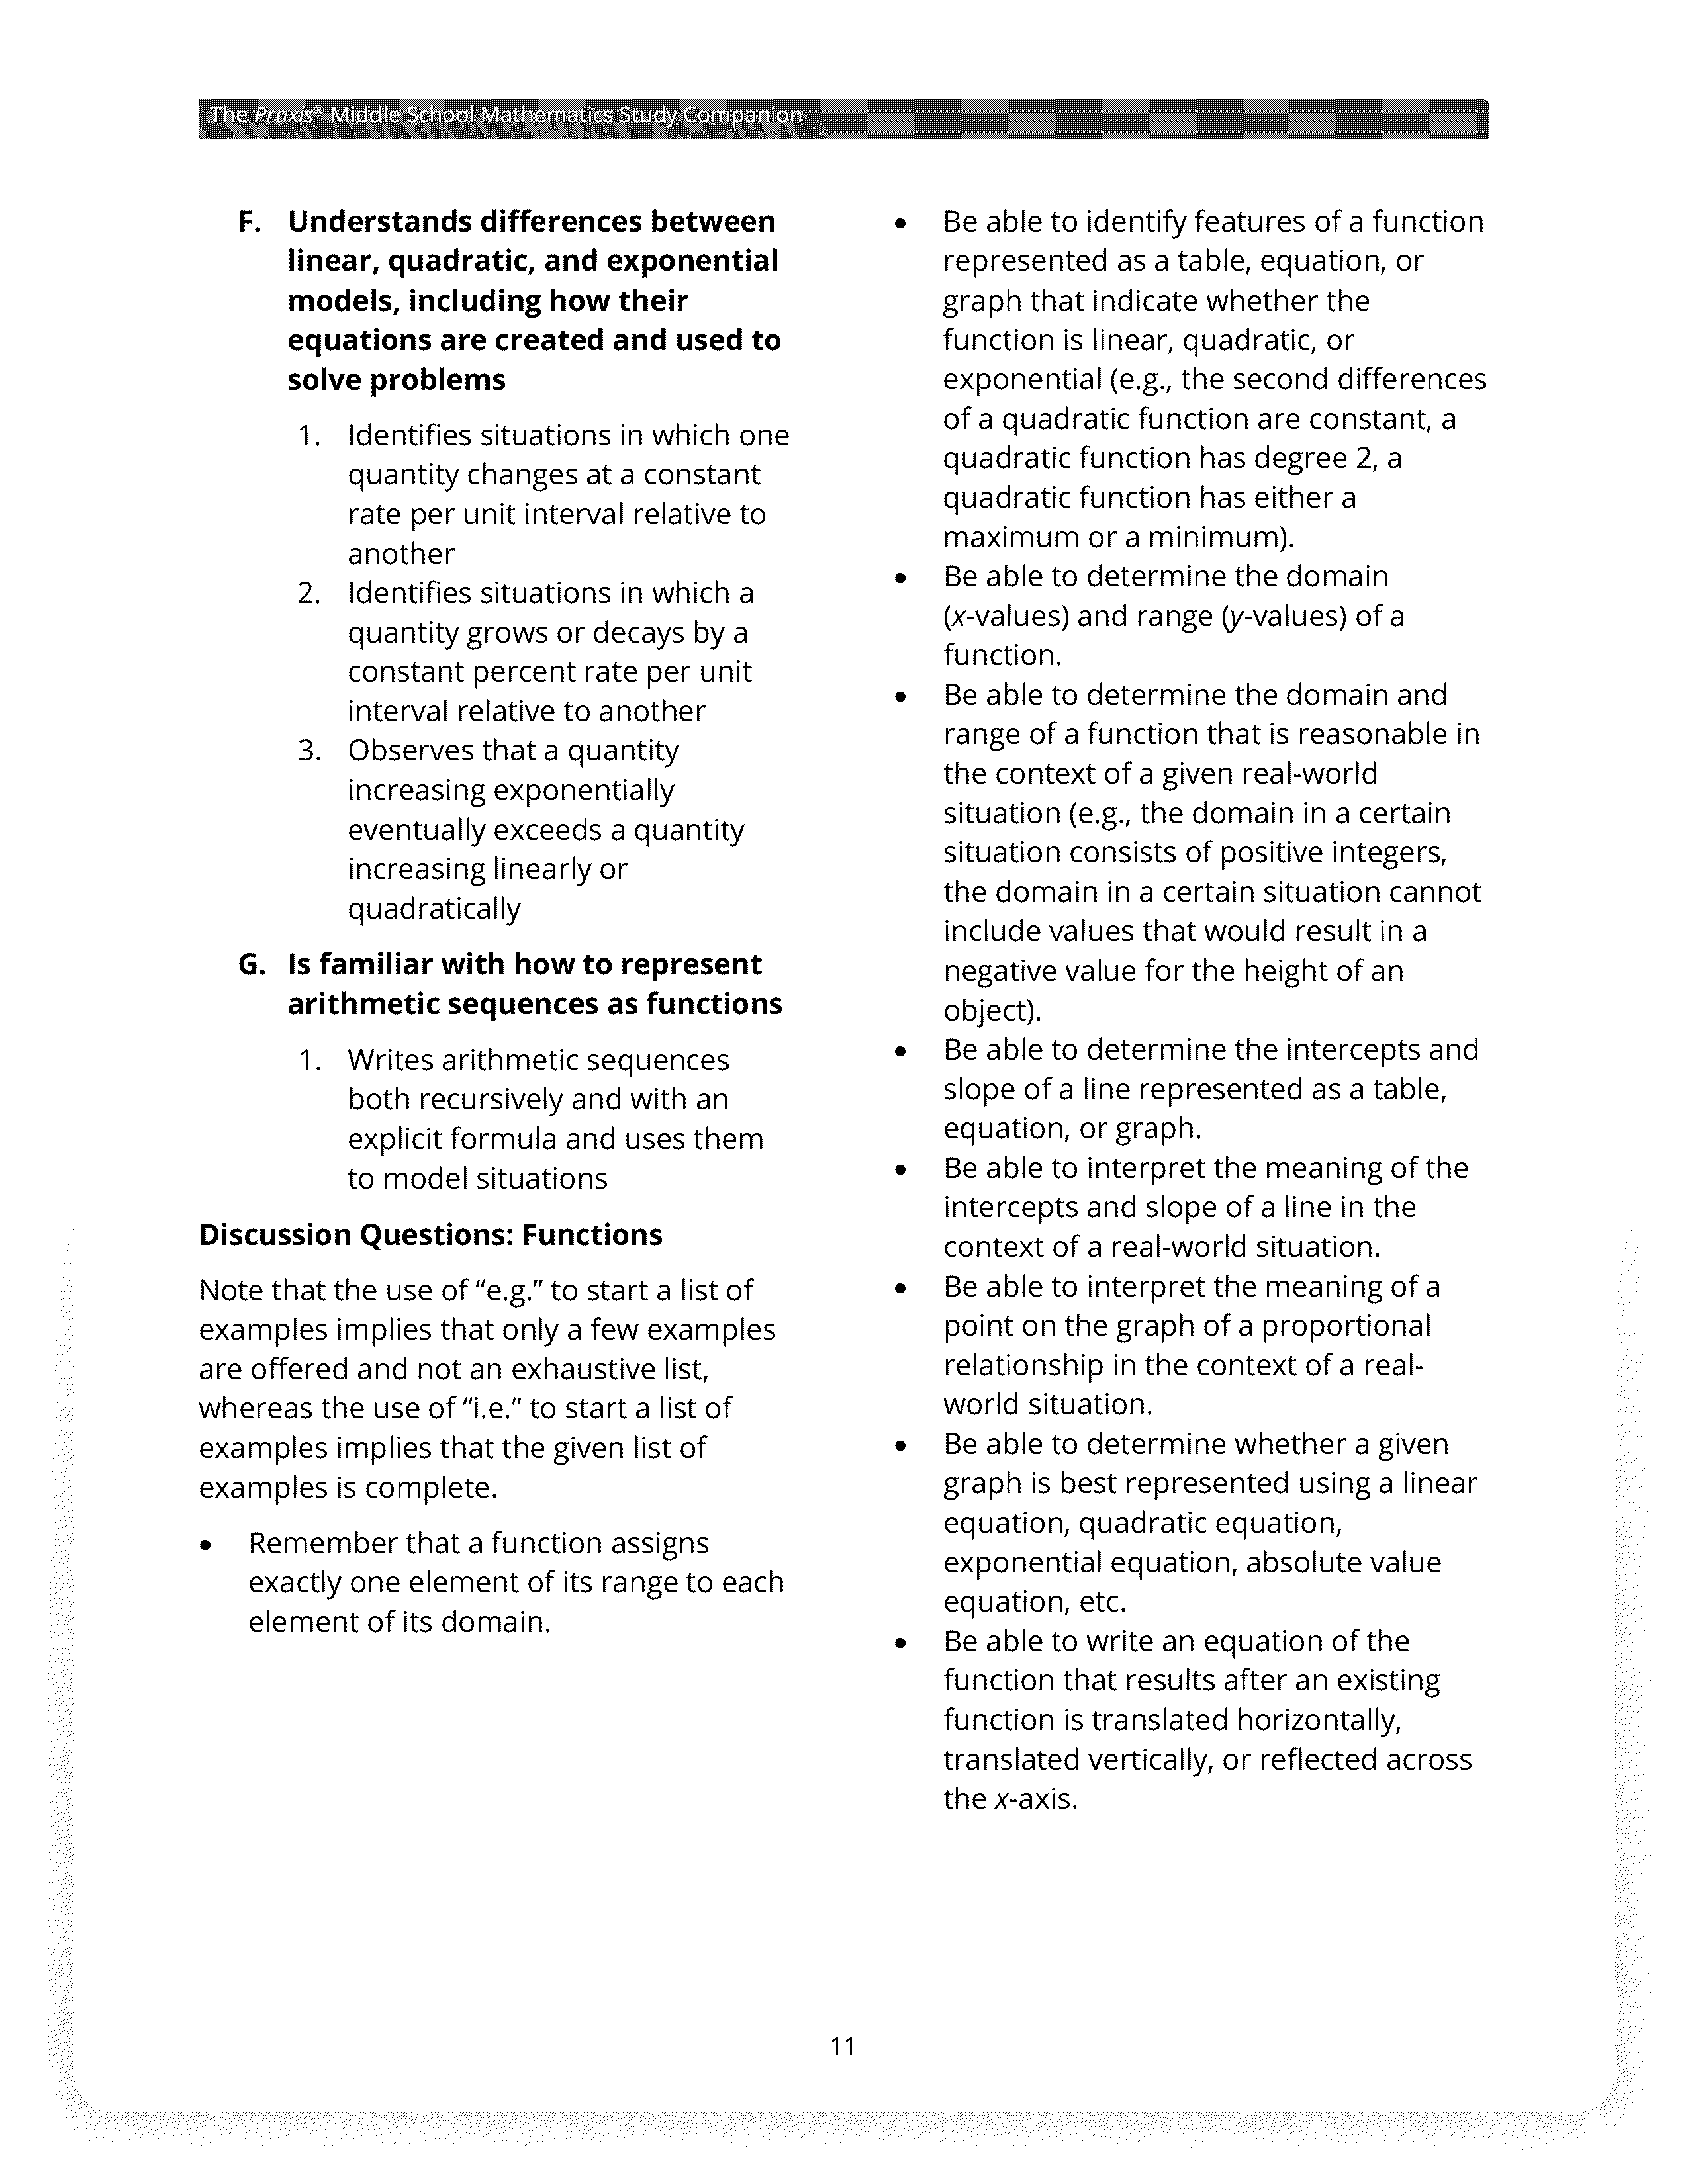 The Praxis® Middle School Mathematics Study Companion
F. Understands differences between
linear, quadratic, and exponential
models, including how their
equations are created and used to
solve problems
1. Identifies situations in which one
quantity changes at a constant
rate per unit interval relative to
another
2. Identifies situations in which a
quantity grows or decays by a
constant percent rate per unit
interval relative to another
3. Observes that a quantity
increasing exponentially
eventually exceeds a quantity
increasing linearly or
quadratically
G. Is familiar with how to represent
arithmetic sequences as functions
1. Writes arithmetic sequences
both recursively and with an
explicit formula and uses them
to model situations
Discussion Questions: Functions
Note that the use of “e.g.” to start a list of
examples implies that only a few examples
are offered and not an exhaustive list,
whereas the use of “i.e.” to start a list of
examples implies that the given list of
examples is complete.
• Remember that a function assigns
exactly one element of its range to each
element of its domain.
• Be able to identify features of a function
represented as a table, equation, or
graph that indicate whether the
function is linear, quadratic, or
exponential (e.g., the second differences
of a quadratic function are constant, a
quadratic function has degree 2, a
quadratic function has either a
maximum or a minimum).
• Be able to determine the domain
(x-values) and range (y-values) of a
function.
• Be able to determine the domain and
range of a function that is reasonable in
the context of a given real-world
situation (e.g., the domain in a certain
situation consists of positive integers,
the domain in a certain situation cannot
include values that would result in a
negative value for the height of an
object).
• Be able to determine the intercepts and
slope of a line represented as a table,
equation, or graph.
• Be able to interpret the meaning of the
intercepts and slope of a line in the
context of a real-world situation.
• Be able to interpret the meaning of a
point on the graph of a proportional
relationship in the context of a real-
world situation.
• Be able to determine whether a given
graph is best represented using a linear
equation, quadratic equation,
exponential equation, absolute value
equation, etc.
• Be able to write an equation of the
function that results after an existing
function is translated horizontally,
translated vertically, or reflected across
the x-axis.
11